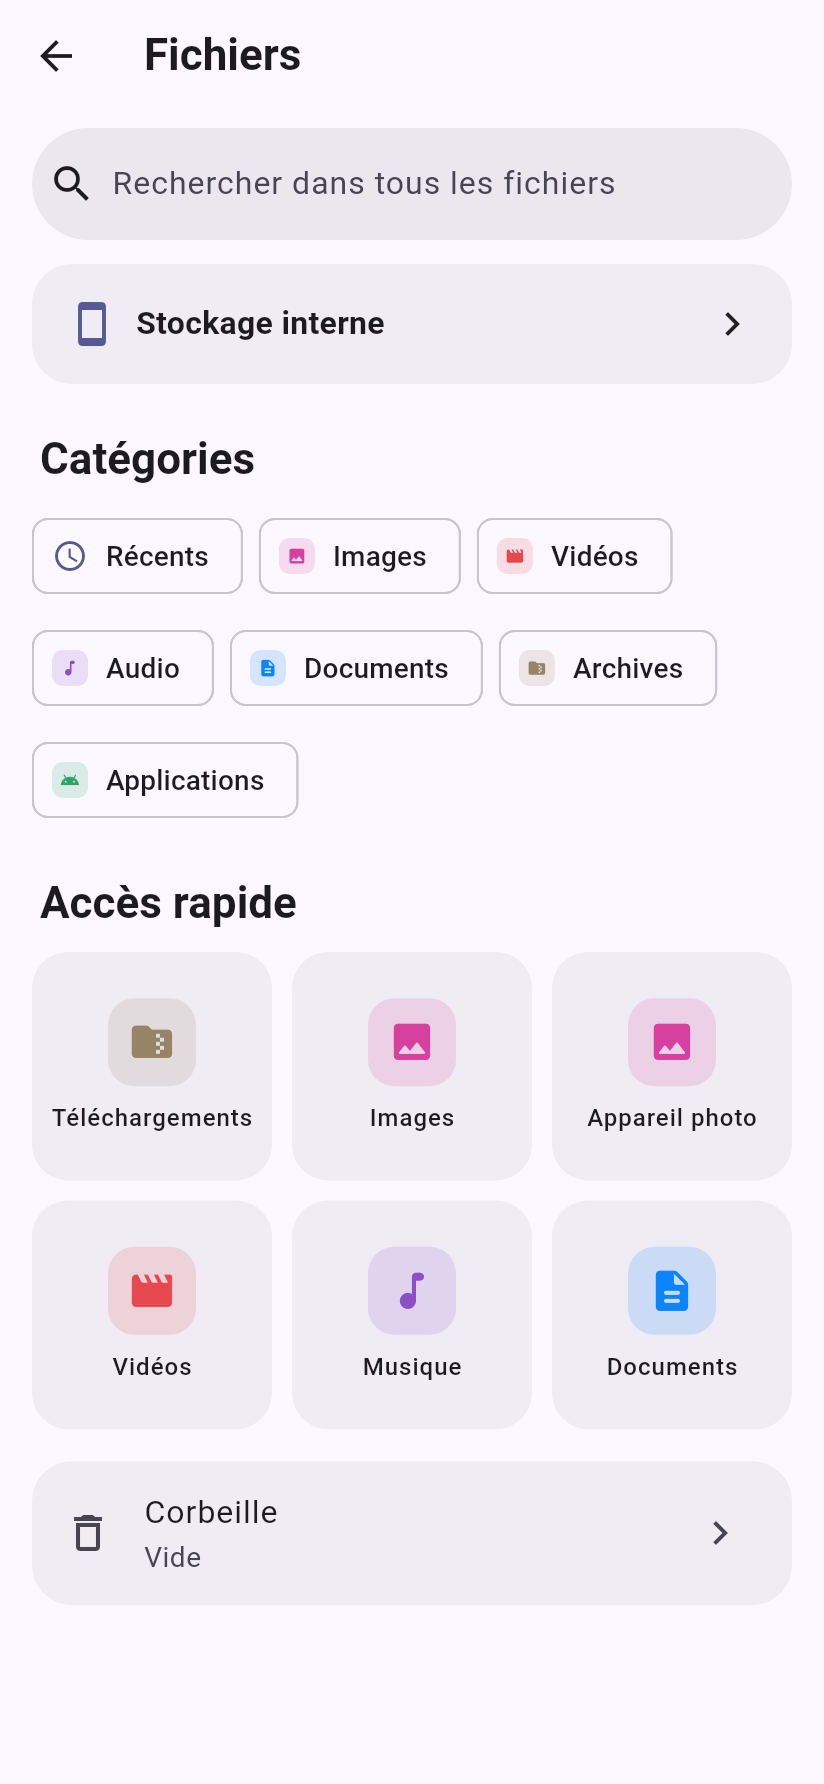 Fichiers
Rechercher dans tous les fichiers
Stockage interne
Catégories
Récents
Images
Vidéos
Audio
Documents
Archives
Applications
Accès rapide
Téléchargements
Images
Appareil photo
Vidéos
Musique
Documents
Corbeille
Vide